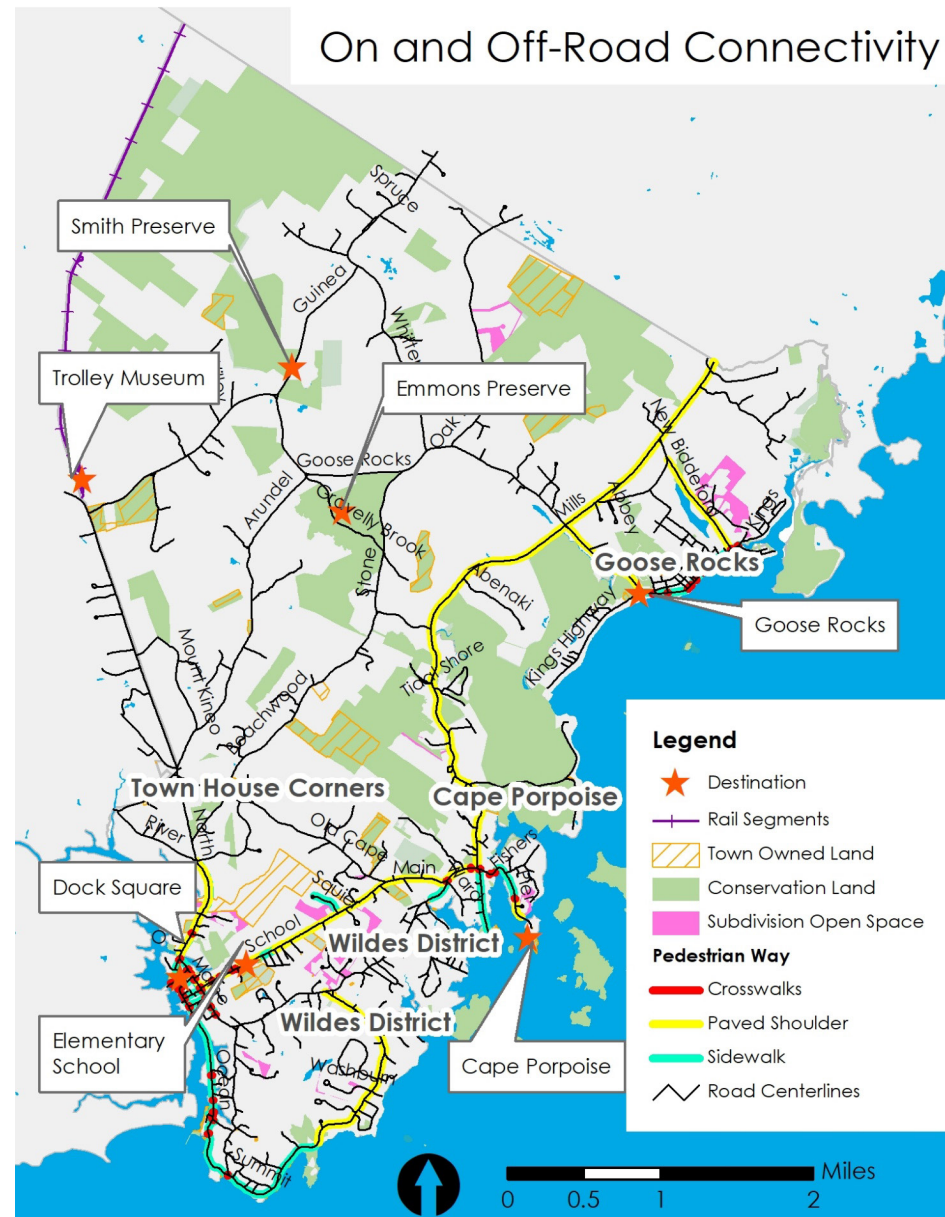 On and Off-Road Connectivity
Spruce
Smith Preserve
Guinea
Trolley Museum
Emmons Preserve
Oak
Goose Rocks
New Biddeford
Arundel
Gravelly Brook
Mills
Abbey
Kings
Stone
Abenaki
Goose Rocks
Kings Highway
Goose Rocks
Mount Kineo
Tidal Shore
Beachwood
Legend
Destination
Rail Segments
Town Owned Land
Conservation Land
Subdivision Open Space
Pedestrian Way
Crosswalks
Paved Shoulder
Sidewalk
Road Centerlines
Town House Corners
Cape Porpoise
River
North
Old Cape
Main
Fishers
Dock Square
School
Wildes District
Wildes District
Elementary
School
Cape Porpoise
Ocean
Washburn
Summit
Miles
0
0.5
1
2